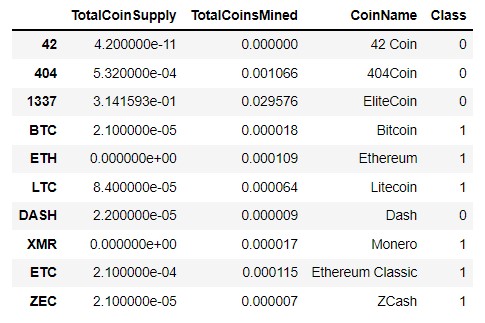 TotalCoinSupply TotalCoinsMined CoinName Class
42 4.200000e-11 0.000000 42 Coin 0
404 5.320000e-04 0.001066 404Coin 0
1337 3.141593e-01 0.029576 EliteCoin 0
BTC 2.100000e-05 0.000018 Bitcoin 1
ETH 0.000000e+00 0.000109 Ethereum 1
LTC 8.400000e-05 0.000064 Litecoin 1
DASH 2.200000e-05 0.000009 Dash 0
XMR 0.000000e+00 0.000017 Monero 1
ETC 2.100000e-04 0.000115 Ethereum Classic 1
ZEC 2.100000e-05 0.000007 ZCash 1